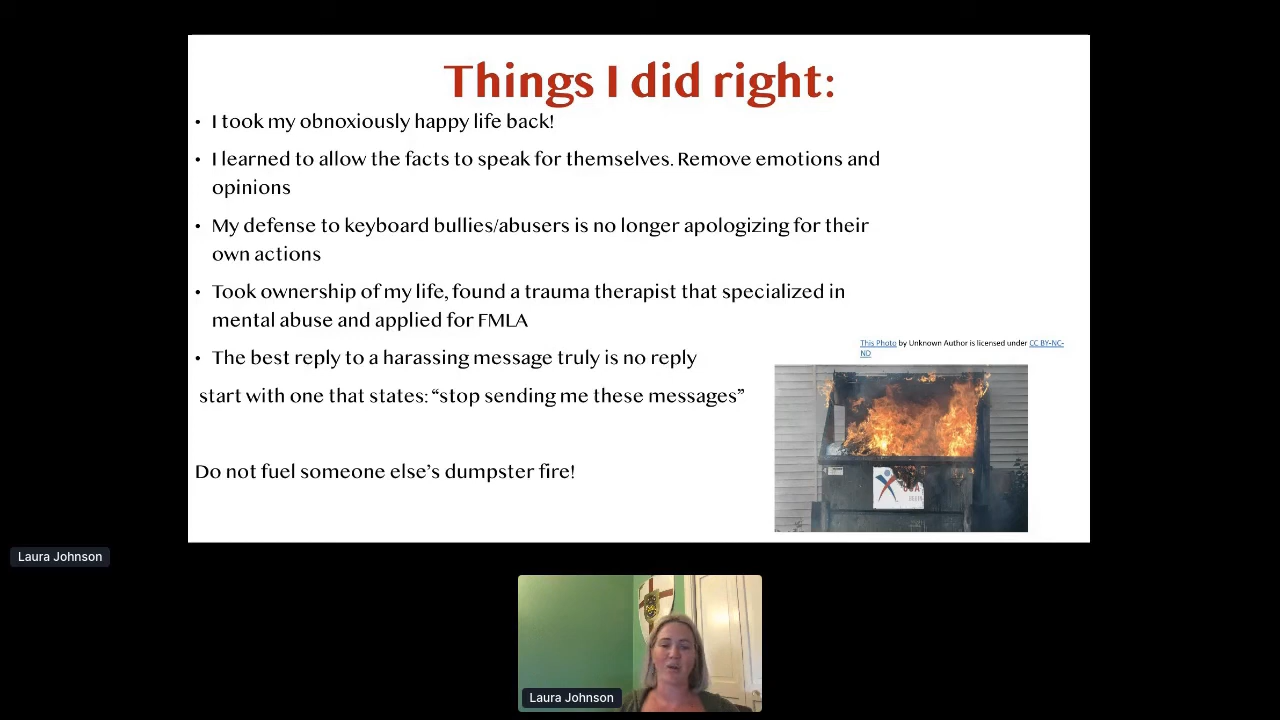 Things I did right:
• I took my obnoxiously happy life back!
• I learned to allow the facts to speak for themselves. Remove emotions and
opinions
• My defense to keyboard bullies/abusers is no longer apologizing for their
own actions
• Took ownership of my life, found a trauma therapist that specialized in
mental abuse and applied for FMLA
• The best reply to a harassing message truly is no reply
start with one that states: “stop sending me these messages”
This Photo by Unknown Author is licensed under CC BY-NC-
ND
Do not fuel someone else’s dumpster fire!
Laura Johnson
Laura Johnson